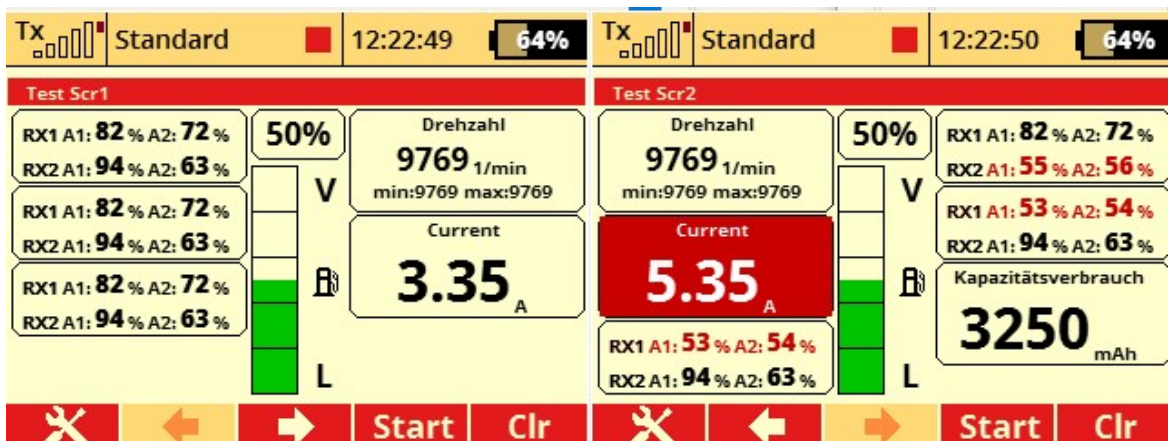 Tx Standard 12:22:49 64%
Test Scr1
RX1 A1: 82 % A2: 72 %
RX2 A1: 94 % A2: 63 %
RX1 A1: 82 % A2: 72 %
RX2 A1: 94 % A2: 63 %
RX1 A1: 82 % A2: 72 %
RX2 A1: 94 % A2: 63 %
50%
V
L
Drehzahl
9769 1/min
min:9769 max:9769
Current
3.35 A
Start Clr
Tx Standard 12:22:50 64%
Test Scr2
Drehzahl
9769 1/min
min:9769 max:9769
Current
5.35 A
RX1 A1: 53 % A2: 54 %
RX2 A1: 94 % A2: 63 %
50%
V
L
RX1 A1: 82 % A2: 72 %
RX2 A1: 55 % A2: 56 %
RX1 A1: 53 % A2: 54 %
RX2 A1: 94 % A2: 63 %
Kapazitätsverbrauch
3250 mAh
Start Clr